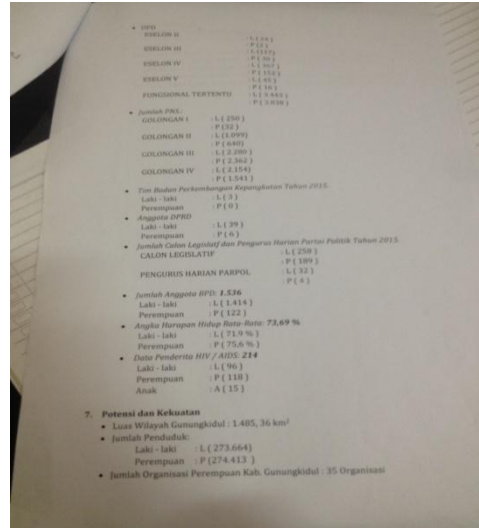 • OPD
ESELON II : L ( 24 )
: P (2 )
ESELON III
ESELON IV
ESELON V : L ( 45 )
FUNGSIONAL TERTENTU
• Jumlah PNS:
GOLONGAN I : L ( 250 )
: P (32 )
GOLONGAN II : L (1.099)
: P ( 640)
GOLONGAN III : L ( 2.280 )
: P ( 2.362 )
GOLONGAN IV : L ( 2.154)
: P ( 1.541 )
• Tim Badan Perkembangan Kepangkatan Tahun 2015.
Laki - laki : L ( 3 )
Perempuan : P ( 0 )
• Anggota DPRD
Laki - laki : L ( 39 )
Perempuan : P ( 6 )
• Jumlah Calon Legislatif dan Pengurus Harian Partai Politik Tahun 2015
CALON LEGISLATIF : L ( 258 )
: P ( 189 )
PENGURUS HARIAN PARPOL : L ( 32 )
: P ( 4 )
• Jumlah Anggota BPD: 1.536
Laki - laki : L ( 1.414 )
Perempuan : P ( 122 )
• Angka Harapan Hidup Rata-Rata: 73,69 %
Laki - laki : L ( 71.9 % )
Perempuan : P ( 75,6 % )
• Data Penderita HIV / AIDS: 214
Laki - laki : L ( 96 )
Perempuan : P ( 118 )
Anak : A ( 15 )
7. Potensi dan Kekuatan
• Luas Wilayah Gunungkidul : 1.485, 36 km²
• Jumlah Penduduk:
Laki - laki : L ( 273.664)
Perempuan : P (274.413 )
• Jumlah Organisasi Perempuan Kab. Gunungkidul : 35 Organisasi